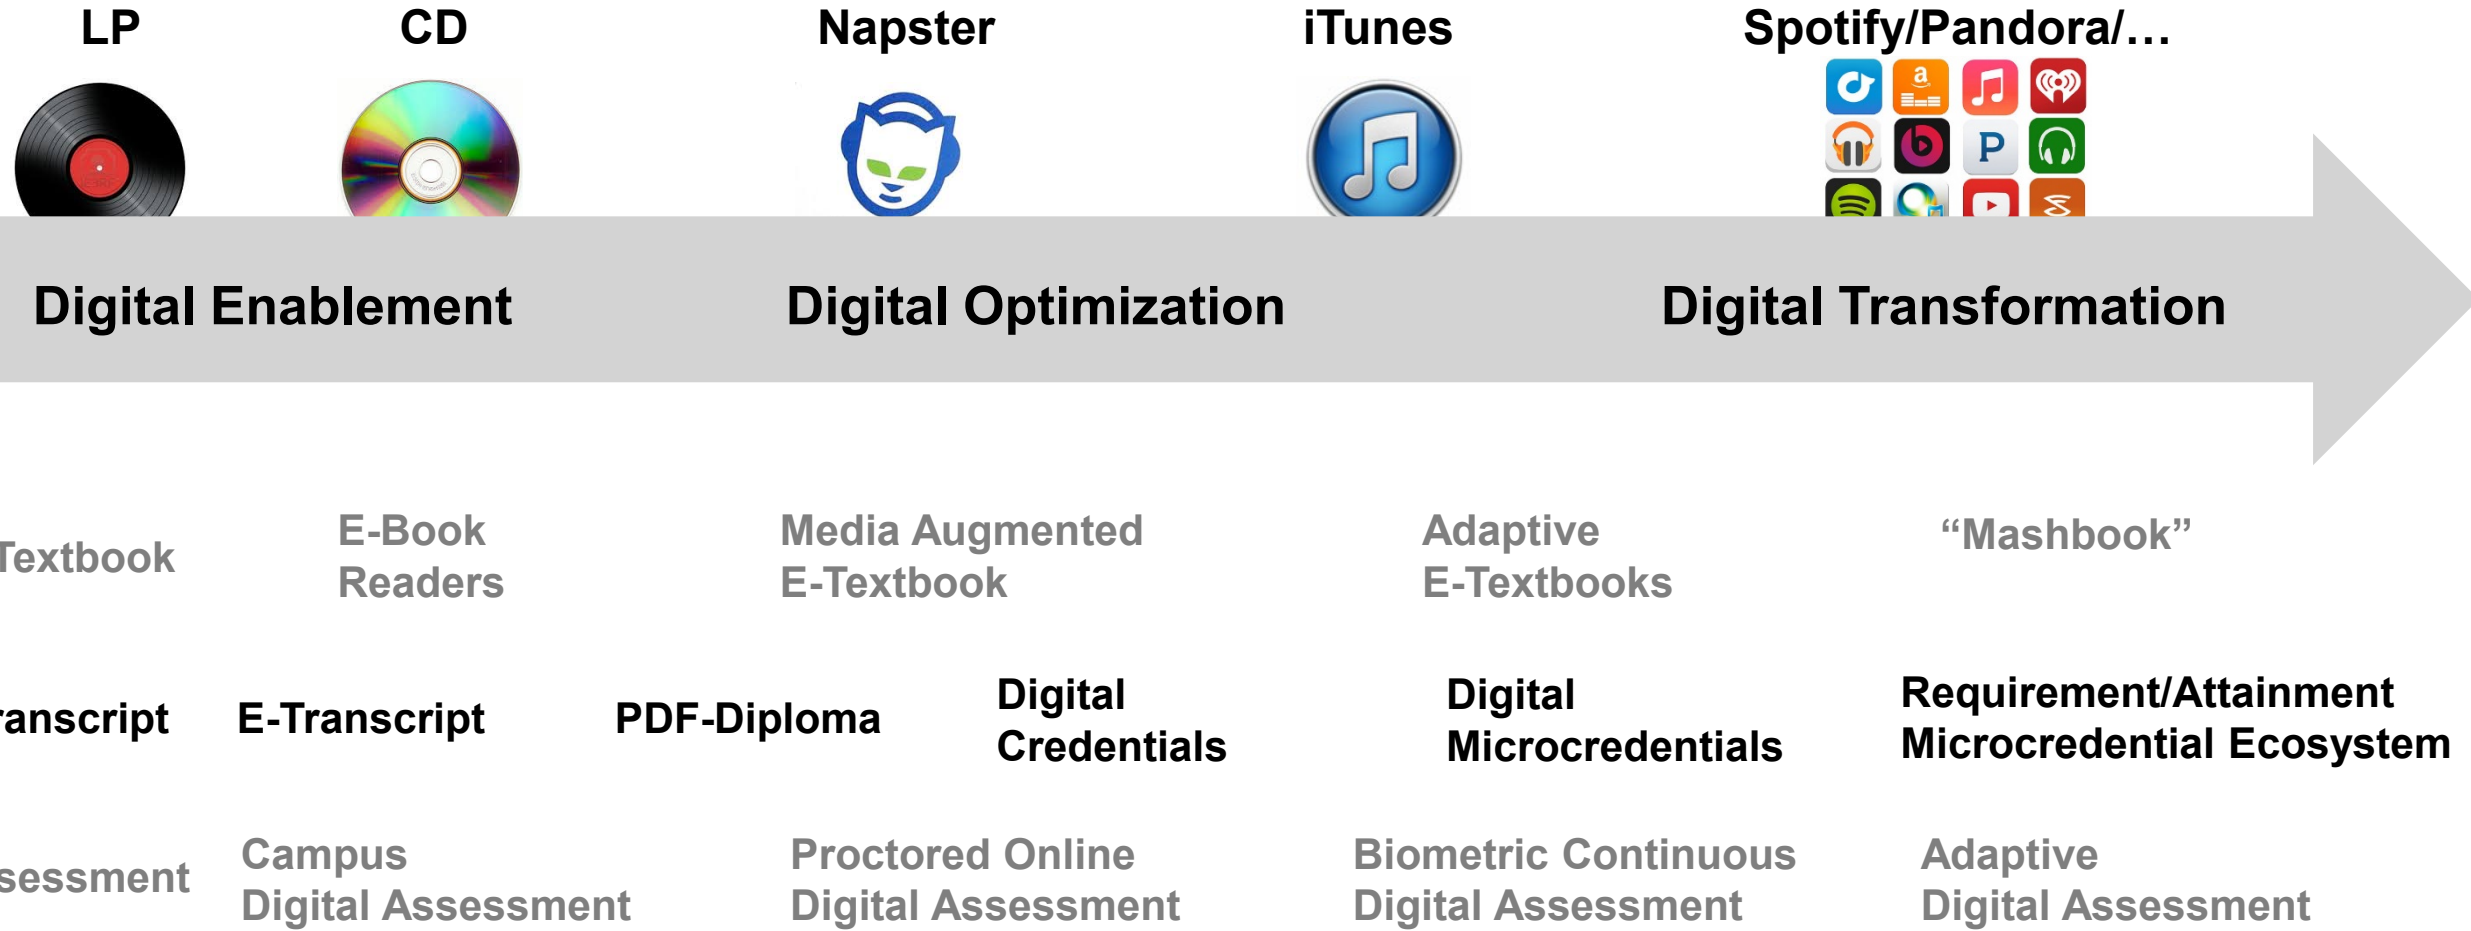 LP CD Napster iTunes Spotify/Pandora/…
Digital Enablement Digital Optimization Digital Transformation
Textbook
E-Book
Readers
Media Augmented
E-Textbook
Adaptive
E-Textbooks
“Mashbook”
ranscript
E-Transcript
PDF-Diploma
Digital
Credentials
Digital
Microcredentials
Requirement/Attainment
Microcredential Ecosystem
sessment
Campus
Digital Assessment
Proctored Online
Digital Assessment
Biometric Continuous
Digital Assessment
Adaptive
Digital Assessment